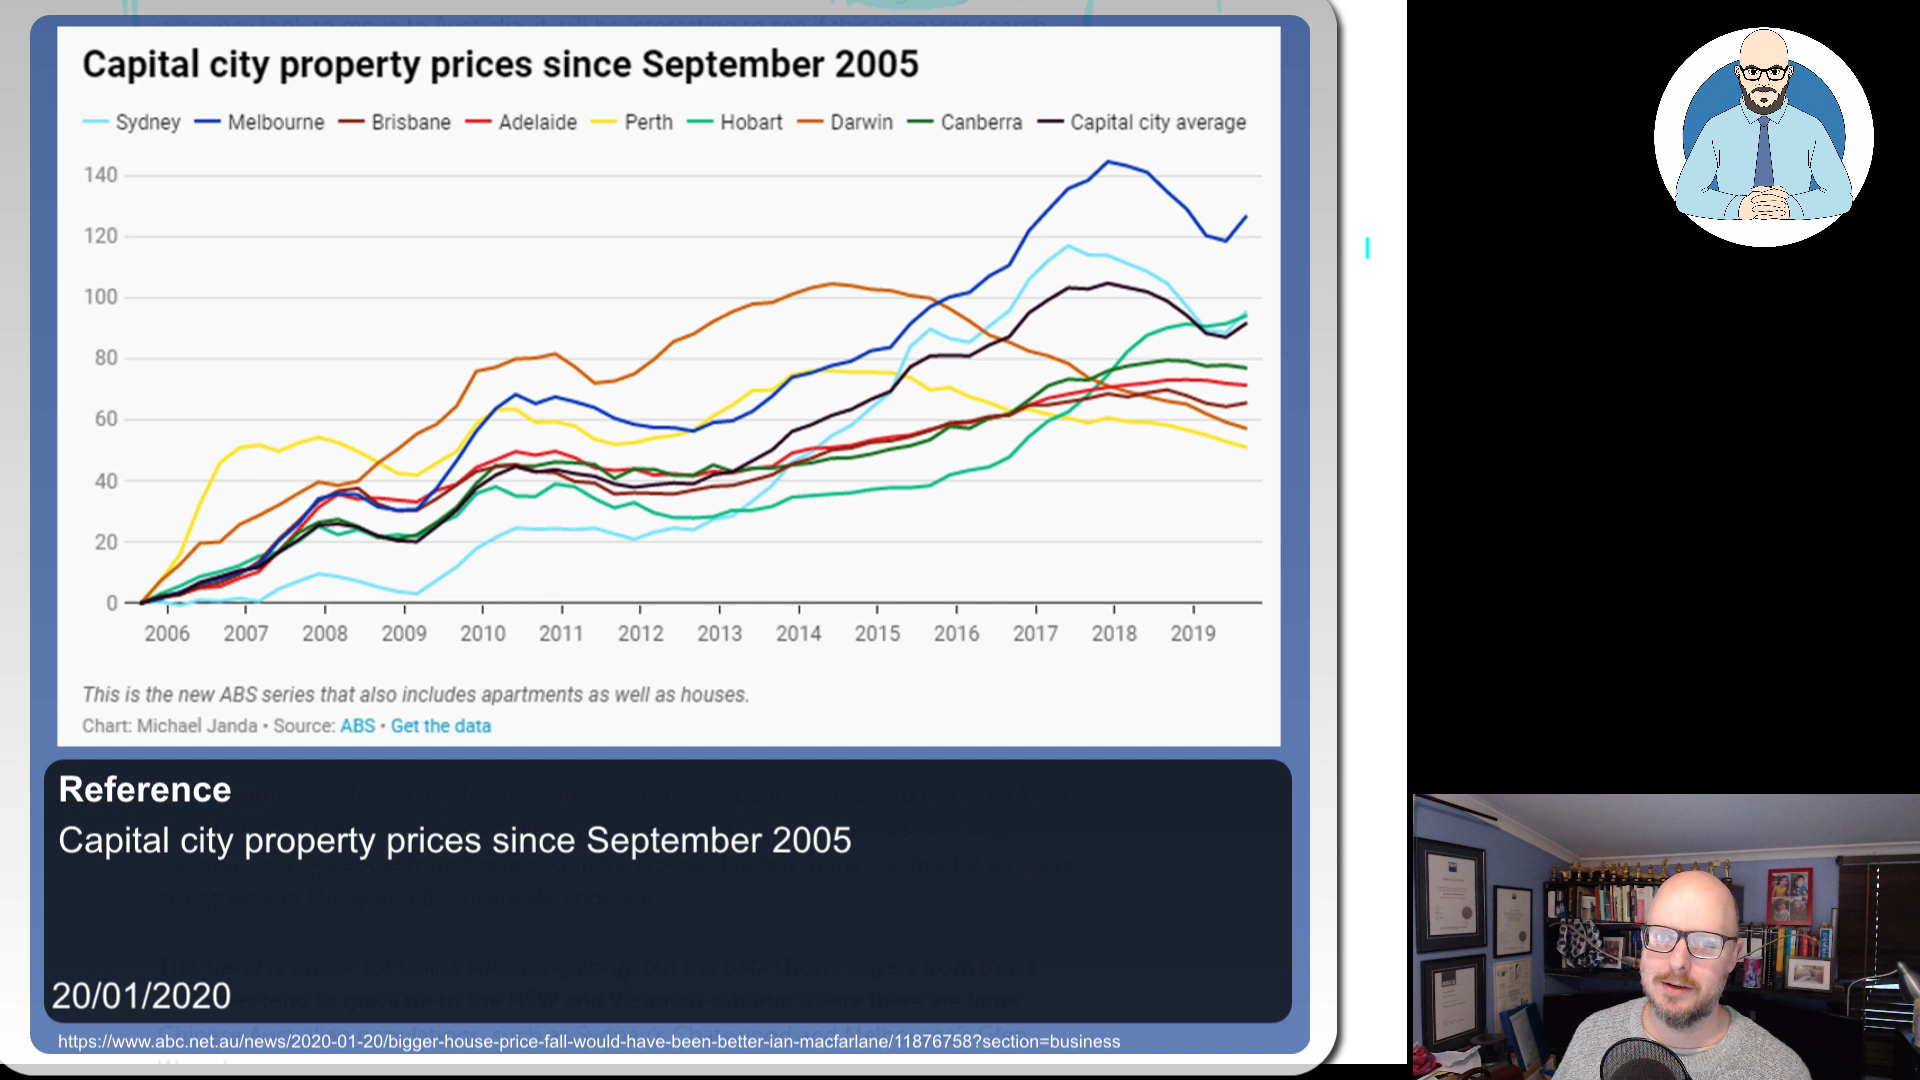 Capital city property prices since September 2005
Sydney Melbourne Brisbane Adelaide Perth Hobart Darwin Canberra Capital city average
140
120
100
80
60
40
20
0
2006 2007 2008 2009 2010 2011 2012 2013 2014 2015 2016 2017 2018 2019
This is the new ABS series that also includes apartments as well as houses.
Chart: Michael Janda • Source: ABS • Get the data
Reference
Capital city property prices since September 2005
20/01/2020
https://www.abc.net.au/news/2020-01-20/bigger-house-price-fall-would-have-been-better-ian-macfarlane/11876758?section=business